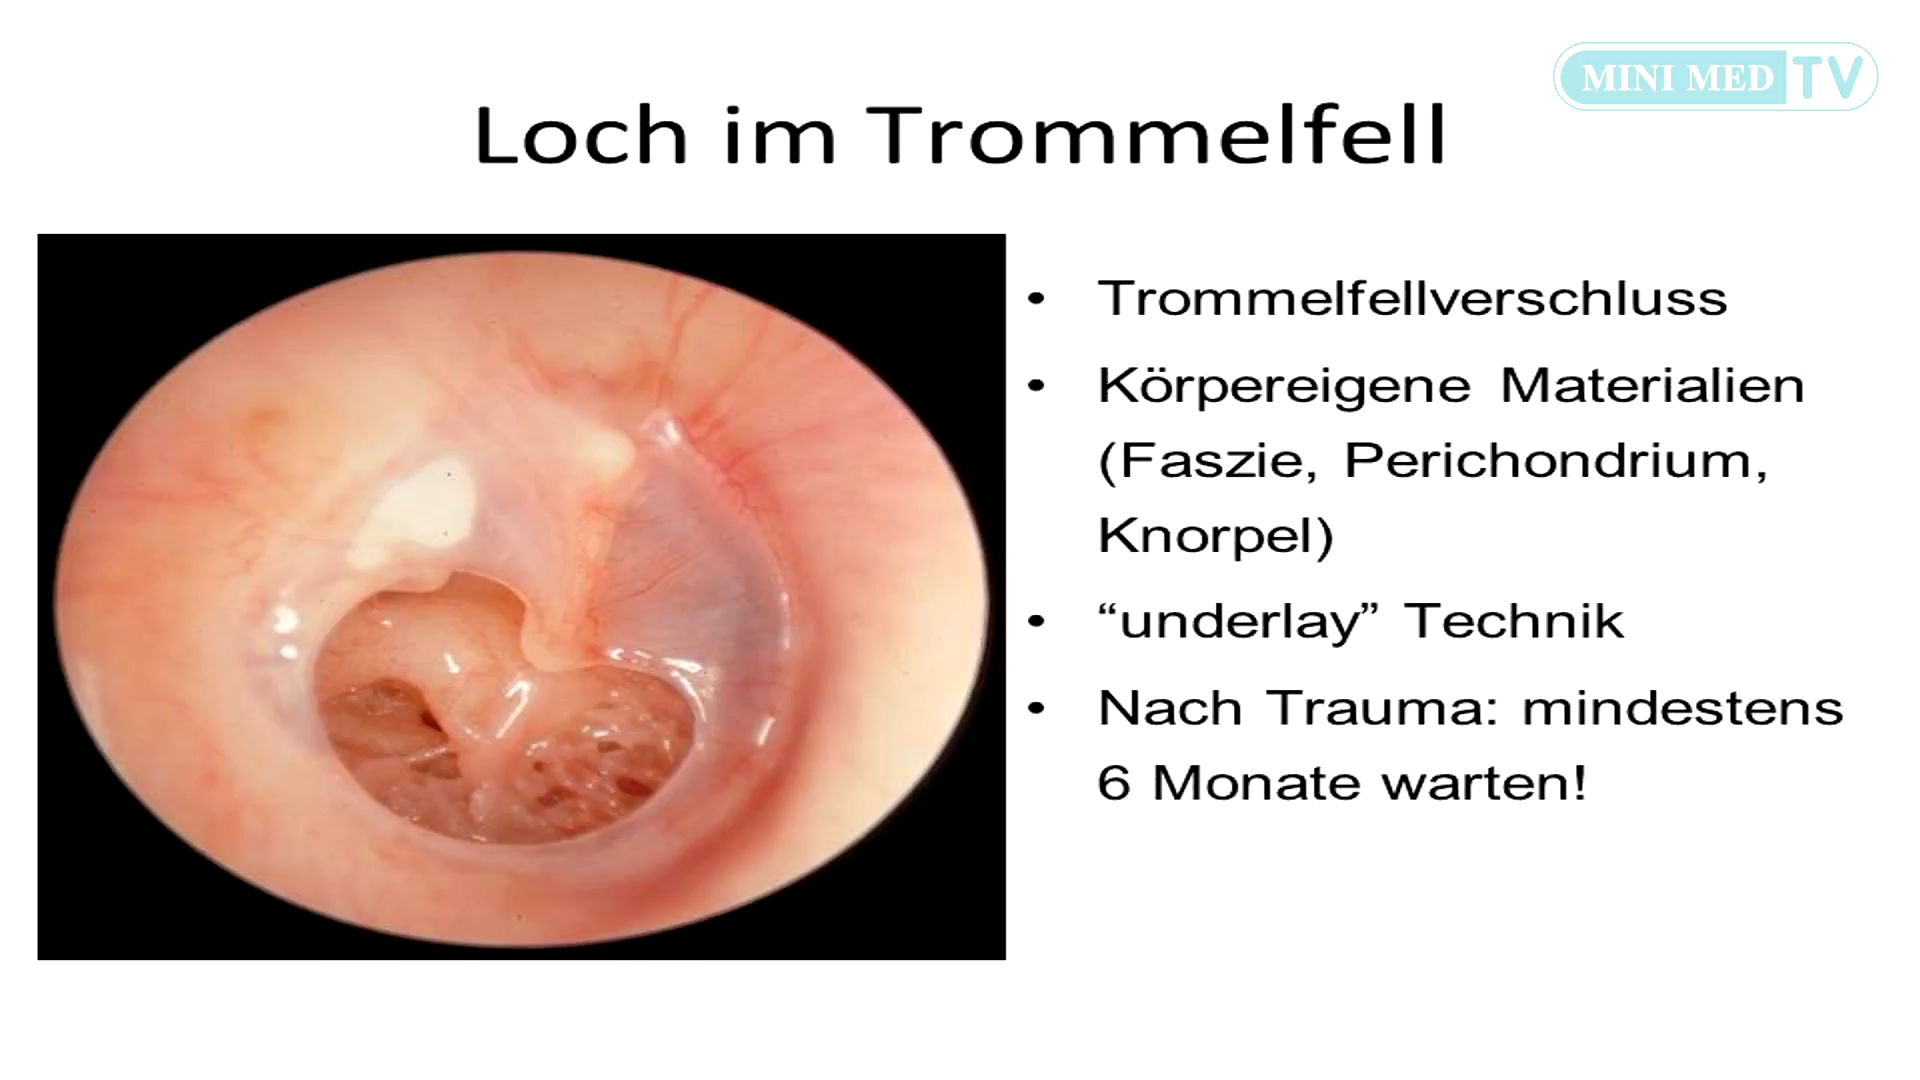 MINI MED TV
Loch im Trommelfell
• Trommelfellverschluss
• Körpereigene Materialien
(Faszie, Perichondrium,
Knorpel)
• “underlay” Technik
• Nach Trauma: mindestens
6 Monate warten!